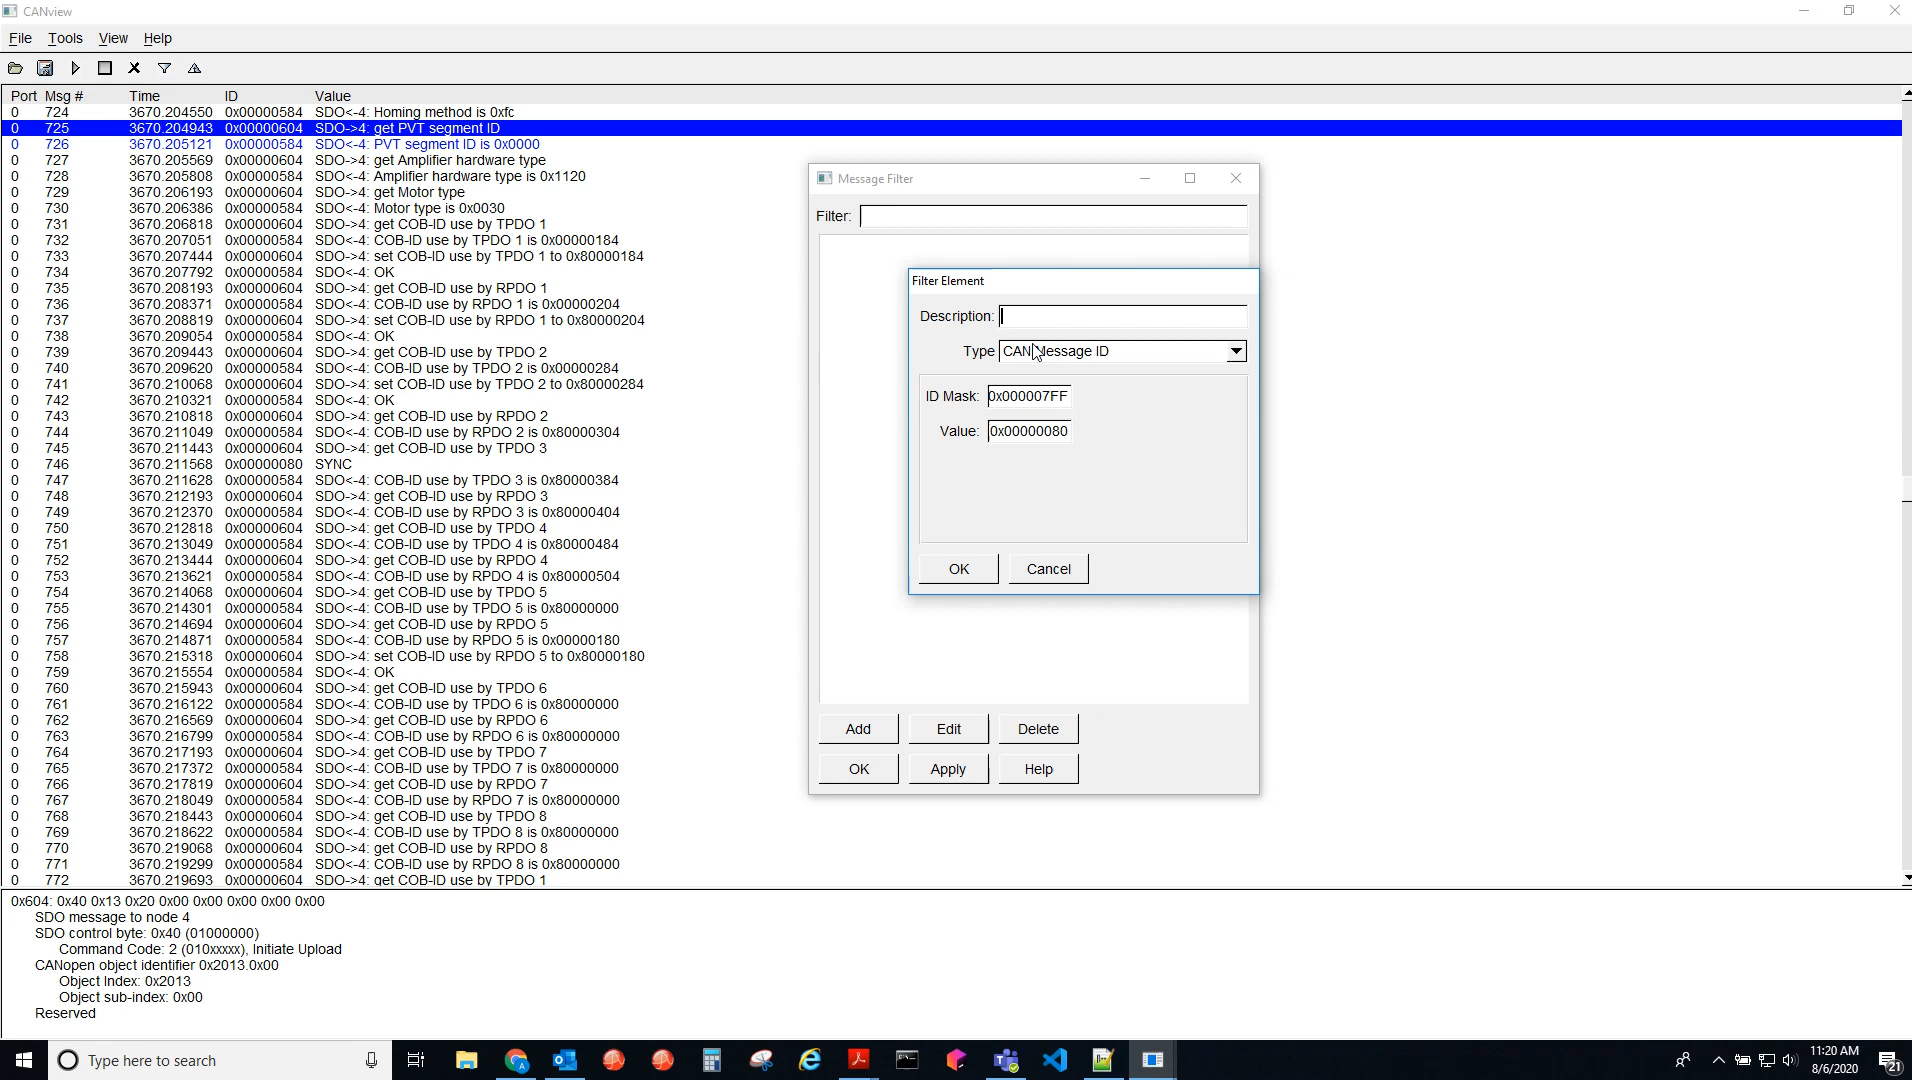 CANview
File Tools View Help
Port Msg # Time ID Value
0 724 3670.204550 0x00000584 SDO<-4: Homing method is 0xfc
0 725 3670.204943 0x00000604 SDO->4: get PVT segment ID
0 726 3670.205121 0x00000584 SDO<-4: PVT segment ID is 0x0000
0 727 3670.205569 0x00000604 SDO->4: get Amplifier hardware type
0 728 3670.205808 0x00000584 SDO<-4: Amplifier hardware type is 0x1120
0 729 3670.206193 0x00000604 SDO->4: get Motor type
0 730 3670.206386 0x00000584 SDO<-4: Motor type is 0x0030
0 731 3670.206818 0x00000604 SDO->4: get COB-ID use by TPDO 1
0 732 3670.207051 0x00000584 SDO<-4: COB-ID use by TPDO 1 is 0x00000184
0 733 3670.207444 0x00000604 SDO->4: set COB-ID use by TPDO 1 to 0x80000184
0 734 3670.207792 0x00000584 SDO<-4: OK
0 735 3670.208193 0x00000604 SDO->4: get COB-ID use by RPDO 1
0 736 3670.208371 0x00000584 SDO<-4: COB-ID use by RPDO 1 is 0x00000204
0 737 3670.208819 0x00000604 SDO->4: set COB-ID use by RPDO 1 to 0x80000204
0 738 3670.209054 0x00000584 SDO<-4: OK
0 739 3670.209443 0x00000604 SDO->4: get COB-ID use by TPDO 2
0 740 3670.209620 0x00000584 SDO<-4: COB-ID use by TPDO 2 is 0x00000284
0 741 3670.210068 0x00000604 SDO->4: set COB-ID use by TPDO 2 to 0x80000284
0 742 3670.210321 0x00000584 SDO<-4: OK
0 743 3670.210818 0x00000604 SDO->4: get COB-ID use by RPDO 2
0 744 3670.211049 0x00000584 SDO<-4: COB-ID use by RPDO 2 is 0x80000304
0 745 3670.211443 0x00000604 SDO->4: get COB-ID use by TPDO 3
0 746 3670.211568 0x00000080 SYNC
0 747 3670.211628 0x00000584 SDO<-4: COB-ID use by TPDO 3 is 0x80000384
0 748 3670.212193 0x00000604 SDO->4: get COB-ID use by RPDO 3
0 749 3670.212370 0x00000584 SDO<-4: COB-ID use by RPDO 3 is 0x80000404
0 750 3670.212818 0x00000604 SDO->4: get COB-ID use by TPDO 4
0 751 3670.213049 0x00000584 SDO<-4: COB-ID use by TPDO 4 is 0x80000484
0 752 3670.213444 0x00000604 SDO->4: get COB-ID use by RPDO 4
0 753 3670.213621 0x00000584 SDO<-4: COB-ID use by RPDO 4 is 0x80000504
0 754 3670.214068 0x00000604 SDO->4: get COB-ID use by TPDO 5
0 755 3670.214301 0x00000584 SDO<-4: COB-ID use by TPDO 5 is 0x80000000
0 756 3670.214694 0x00000604 SDO->4: get COB-ID use by RPDO 5
0 757 3670.214871 0x00000584 SDO<-4: COB-ID use by RPDO 5 is 0x00000180
0 758 3670.215318 0x00000604 SDO->4: set COB-ID use by RPDO 5 to 0x80000180
0 759 3670.215554 0x00000584 SDO<-4: OK
0 760 3670.215943 0x00000604 SDO->4: get COB-ID use by TPDO 6
0 761 3670.216122 0x00000584 SDO<-4: COB-ID use by TPDO 6 is 0x80000000
0 762 3670.216569 0x00000604 SDO->4: get COB-ID use by RPDO 6
0 763 3670.216799 0x00000584 SDO<-4: COB-ID use by RPDO 6 is 0x80000000
0 764 3670.217193 0x00000604 SDO->4: get COB-ID use by TPDO 7
0 765 3670.217372 0x00000584 SDO<-4: COB-ID use by TPDO 7 is 0x80000000
0 766 3670.217819 0x00000604 SDO->4: get COB-ID use by RPDO 7
0 767 3670.218049 0x00000584 SDO<-4: COB-ID use by RPDO 7 is 0x80000000
0 768 3670.218443 0x00000604 SDO->4: get COB-ID use by TPDO 8
0 769 3670.218622 0x00000584 SDO<-4: COB-ID use by TPDO 8 is 0x80000000
0 770 3670.219068 0x00000604 SDO->4: get COB-ID use by RPDO 8
0 771 3670.219299 0x00000584 SDO<-4: COB-ID use by RPDO 8 is 0x80000000
0 772 3670.219693 0x00000604 SDO->4: get COB-ID use by TPDO 1
Message Filter
Filter:
Filter Element
Description:
Type CAN Message ID
ID Mask: 0x000007FF
Value: 0x00000080
OK Cancel
Add Edit Delete
OK Apply Help
0x604: 0x40 0x13 0x20 0x00 0x00 0x00 0x00 0x00
SDO message to node 4
SDO control byte: 0x40 (01000000)
Command Code: 2 (010xxxxx), Initiate Upload
CANopen object identifier 0x2013.0x00
Object Index: 0x2013
Object sub-index: 0x00
Reserved
Type here to search
11:20 AM
8/6/2020
21